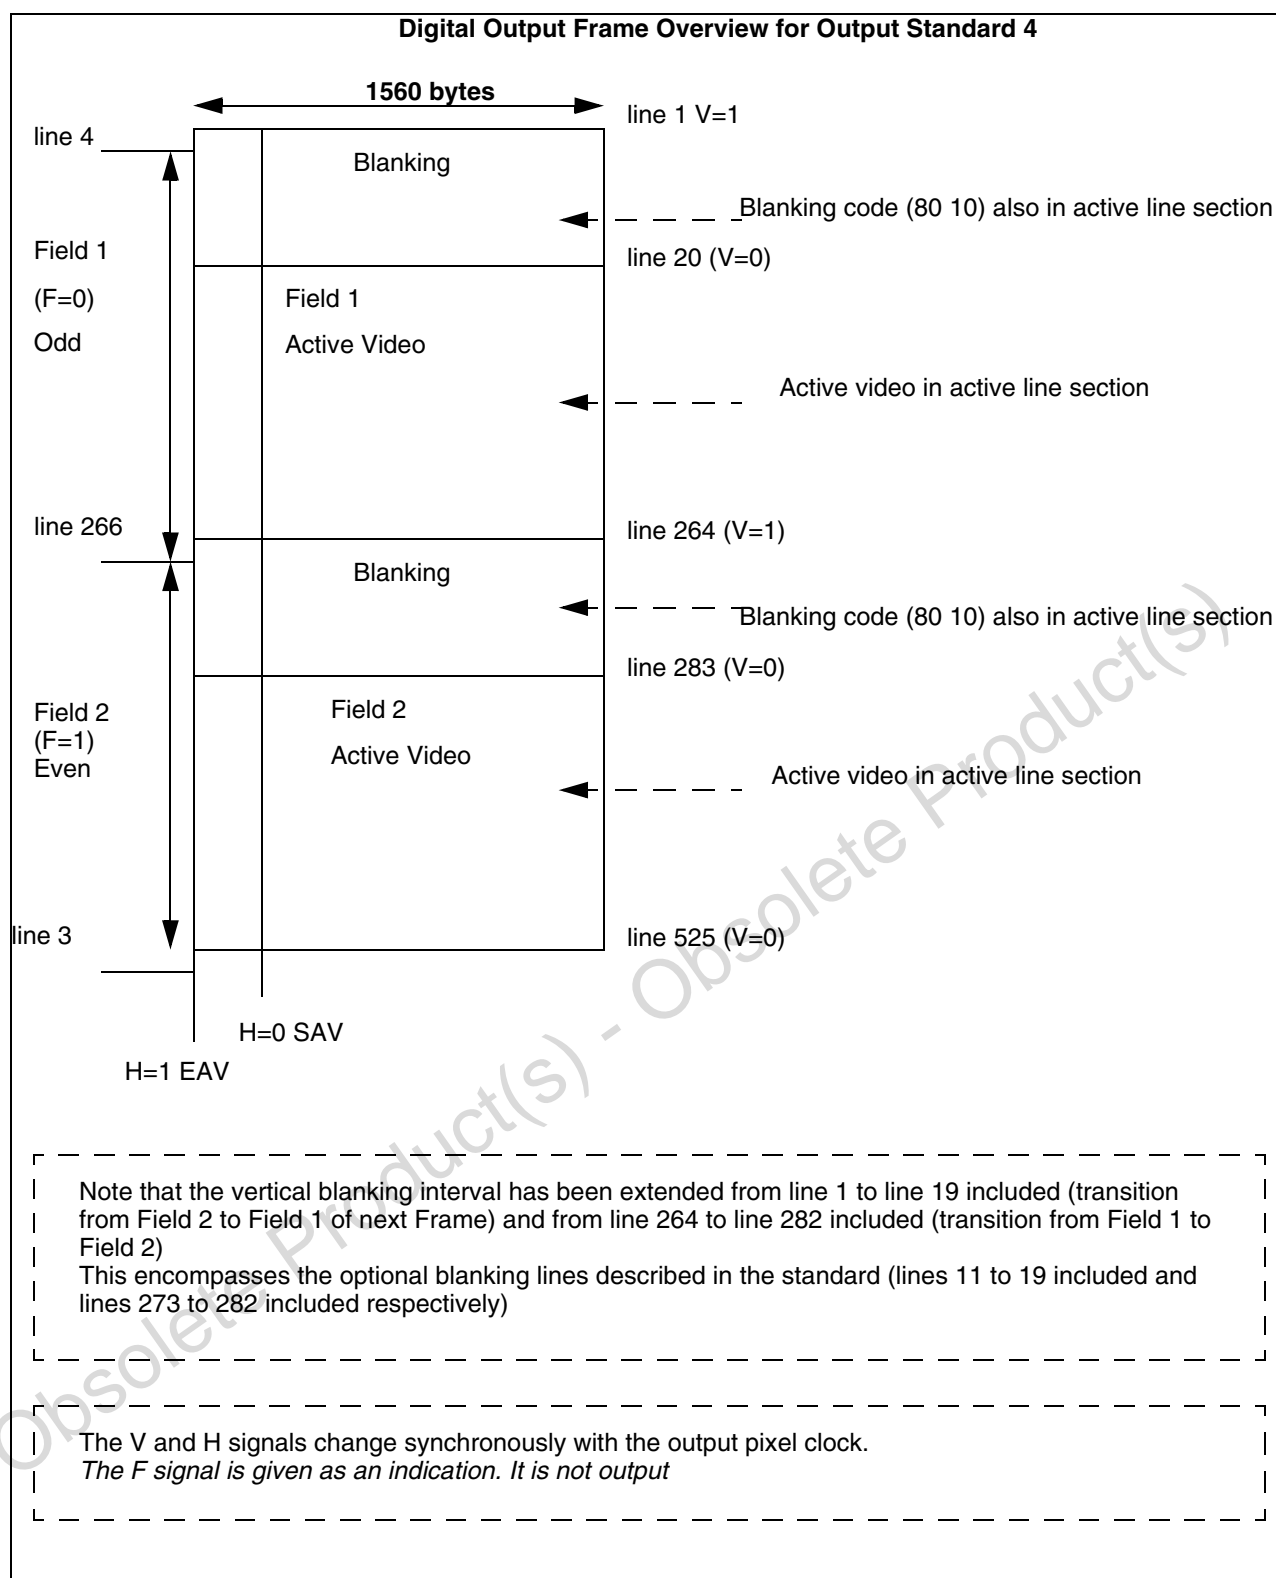 Digital Output Frame Overview for Output Standard 4
1560 bytes
line 1 V=1
line 4
Blanking
Blanking code (80 10) also in active line section
Field 1
(F=0)
Odd
line 20 (V=0)
Field 1
Active Video
Active video in active line section
line 266
line 264 (V=1)
Blanking
Blanking code (80 10) also in active line section
line 283 (V=0)
Field 2
(F=1)
Even
Field 2
Active Video
Active video in active line section
line 3
line 525 (V=0)
H=0 SAV
H=1 EAV
Note that the vertical blanking interval has been extended from line 1 to line 19 included (transition
from Field 2 to Field 1 of next Frame) and from line 264 to line 282 included (transition from Field 1 to
Field 2)
This encompasses the optional blanking lines described in the standard (lines 11 to 19 included and
lines 273 to 282 included respectively)
The V and H signals change synchronously with the output pixel clock.
The F signal is given as an indication. It is not output
Obsolete Product(s) - Obsolete Product(s)